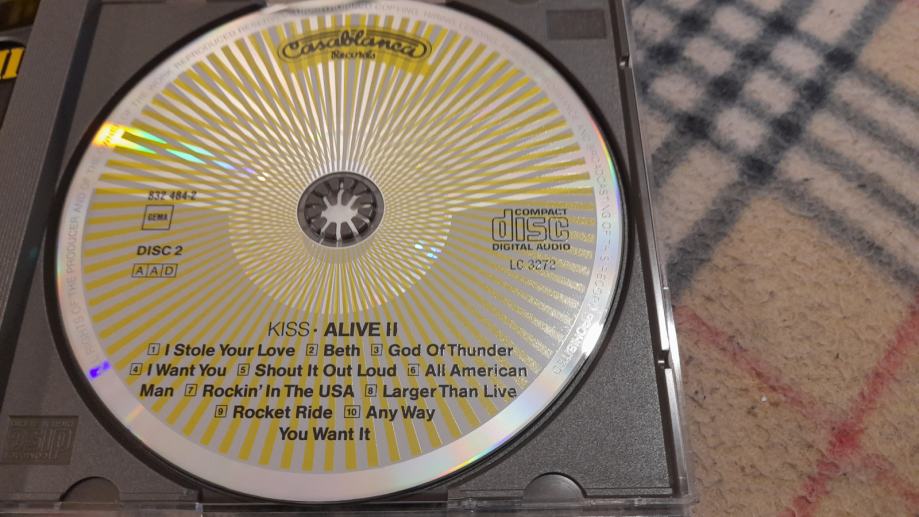 Casablanca
Records
532 484-2
GEMA
DISC 2
AAD
COMPACT
disc
DIGITAL AUDIO
LC 3272
KISS · ALIVE II
1 I Stole Your Love 2 Beth 3 God Of Thunder
4 I Want You 5 Shout It Out Loud 6 All American
Man 7 Rockin' In The USA 8 Larger Than Live
9 Rocket Ride 10 Any Way
You Want It